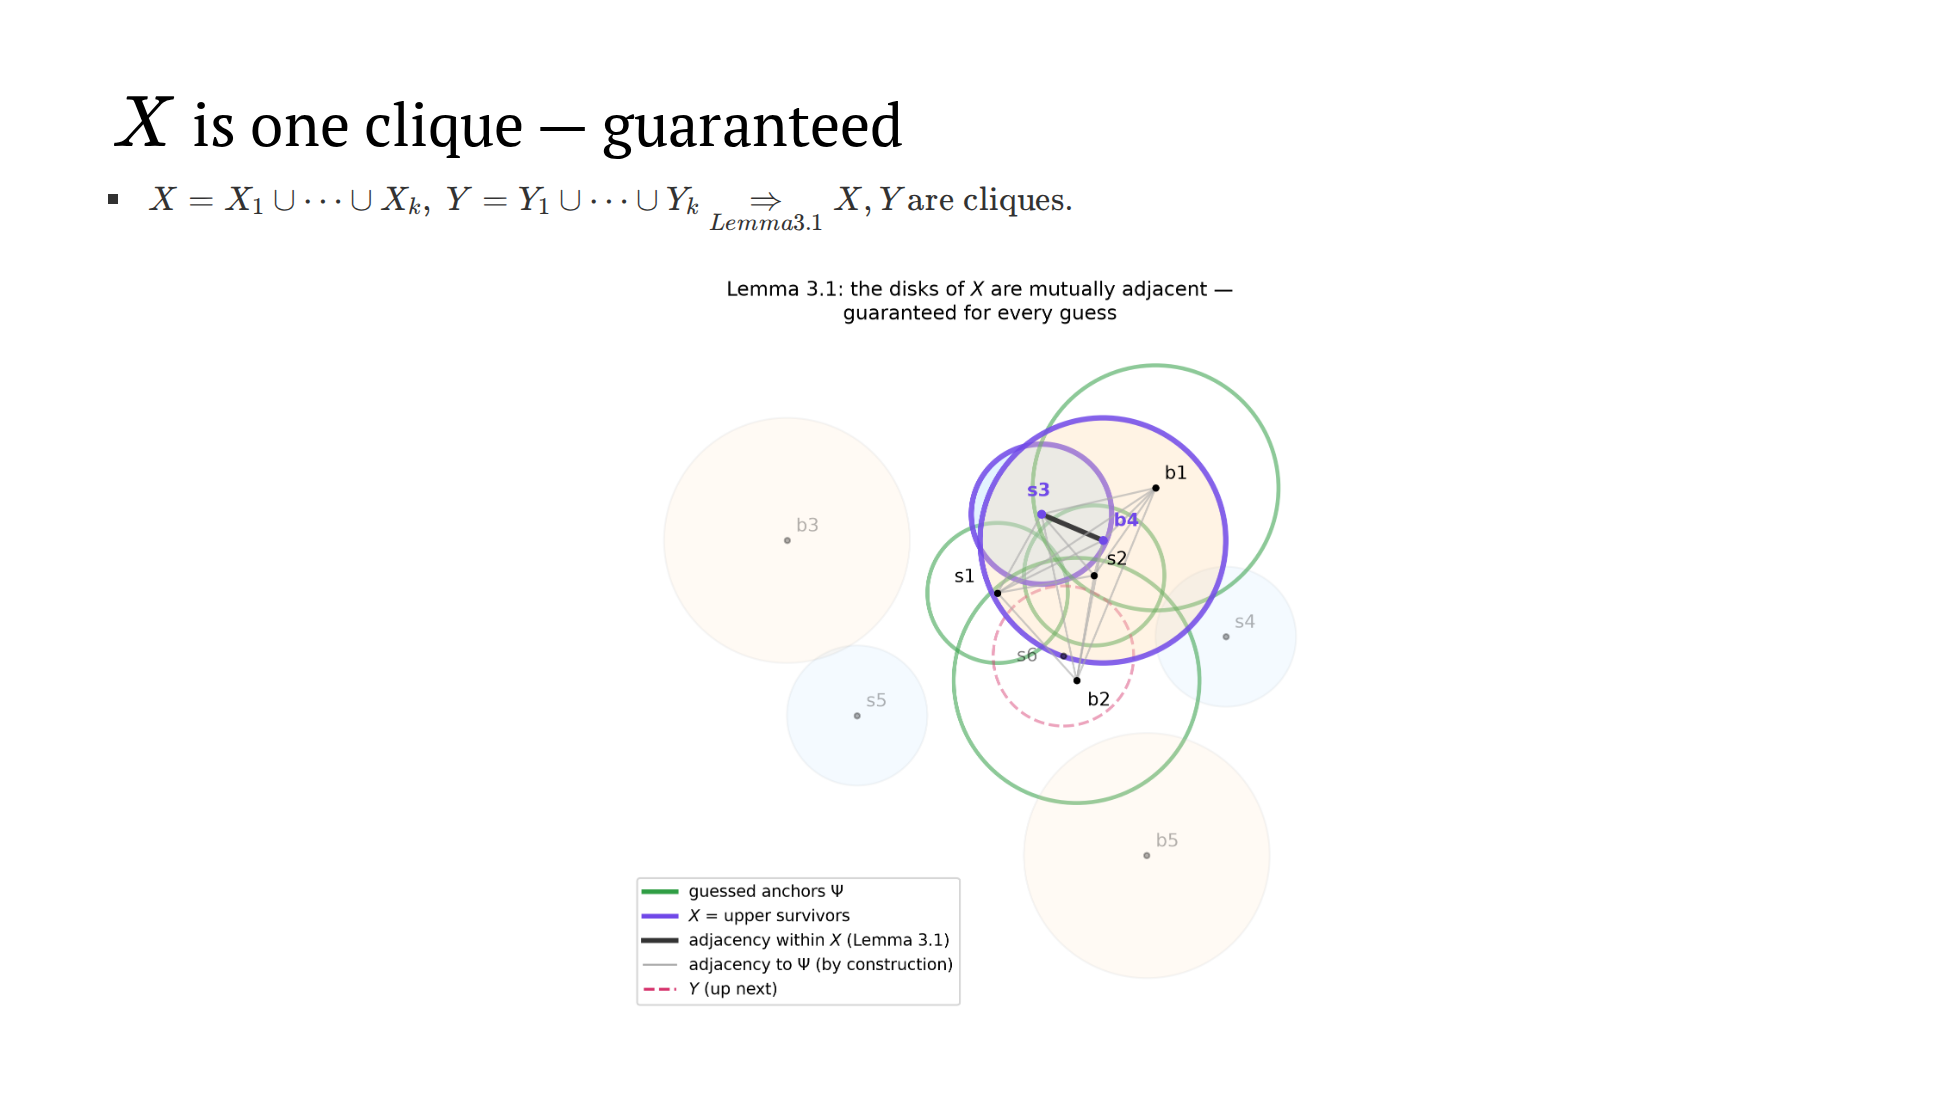 X is one clique — guaranteed
▪ X = X₁ ∪ ⋯ ∪ Xₖ, Y = Y₁ ∪ ⋯ ∪ Yₖ ⇒ X, Y are cliques.
Lemma3.1
Lemma 3.1: the disks of X are mutually adjacent —
guaranteed for every guess
b1
s3
b4
b3
s2
s1
s4
s6
b2
s5
b5
guessed anchors Ψ
X = upper survivors
adjacency within X (Lemma 3.1)
adjacency to Ψ (by construction)
Y (up next)